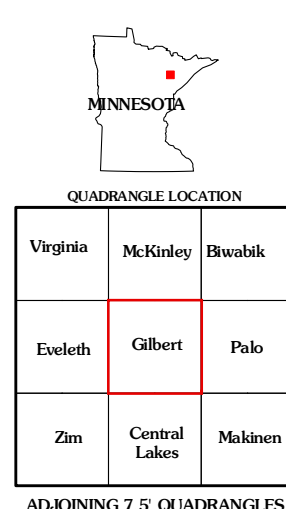 MINNESOTA
QUADRANGLE LOCATION
Virginia McKinley Biwabik
Eveleth Gilbert Palo
Zim Central Lakes Makinen
ADJOINING 7.5' QUADRANGLES